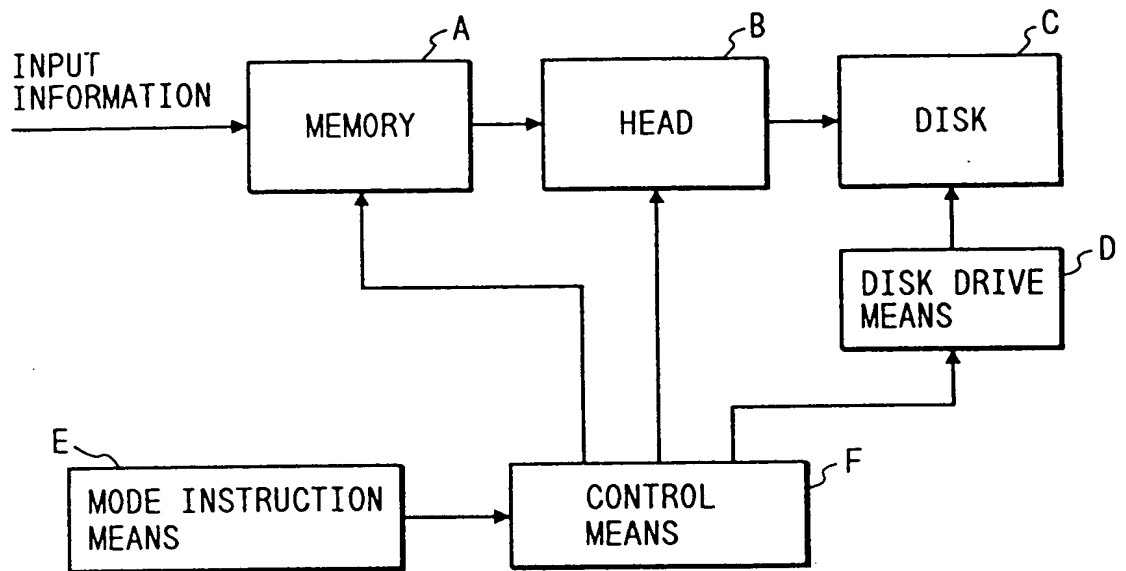 A
B
C
INPUT
INFORMATION
MEMORY
HEAD
DISK
D
DISK DRIVE
MEANS
E
F
MODE INSTRUCTION
MEANS
CONTROL
MEANS